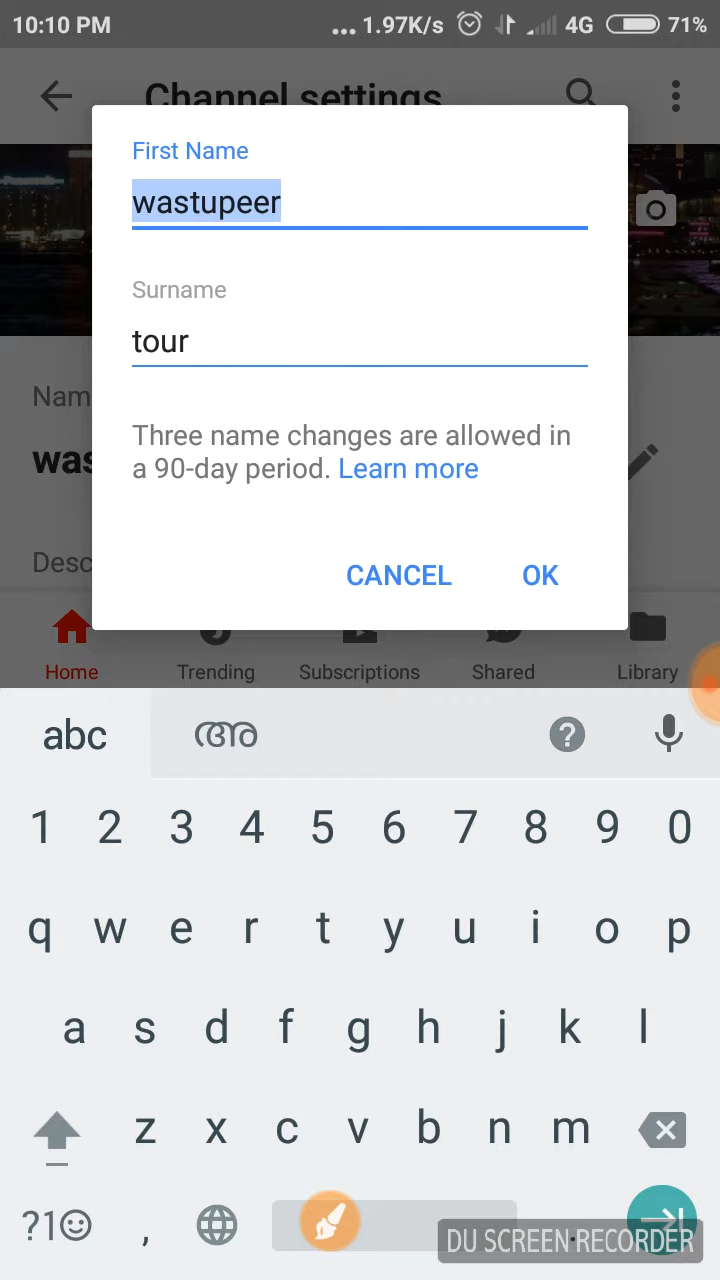 10:10 PM ... 1.97K/s 4G 71%
Channel settings
First Name
wastupeer
Surname
tour
Nam
was
Three name changes are allowed in
a 90-day period. Learn more
Desc
CANCEL OK
Home Trending Subscriptions Shared Library
abc അ ?
1 2 3 4 5 6 7 8 9 0
q w e r t y u i o p
a s d f g h j k l
z x c v b n m
?1 , .
DU SCREEN RECORDER